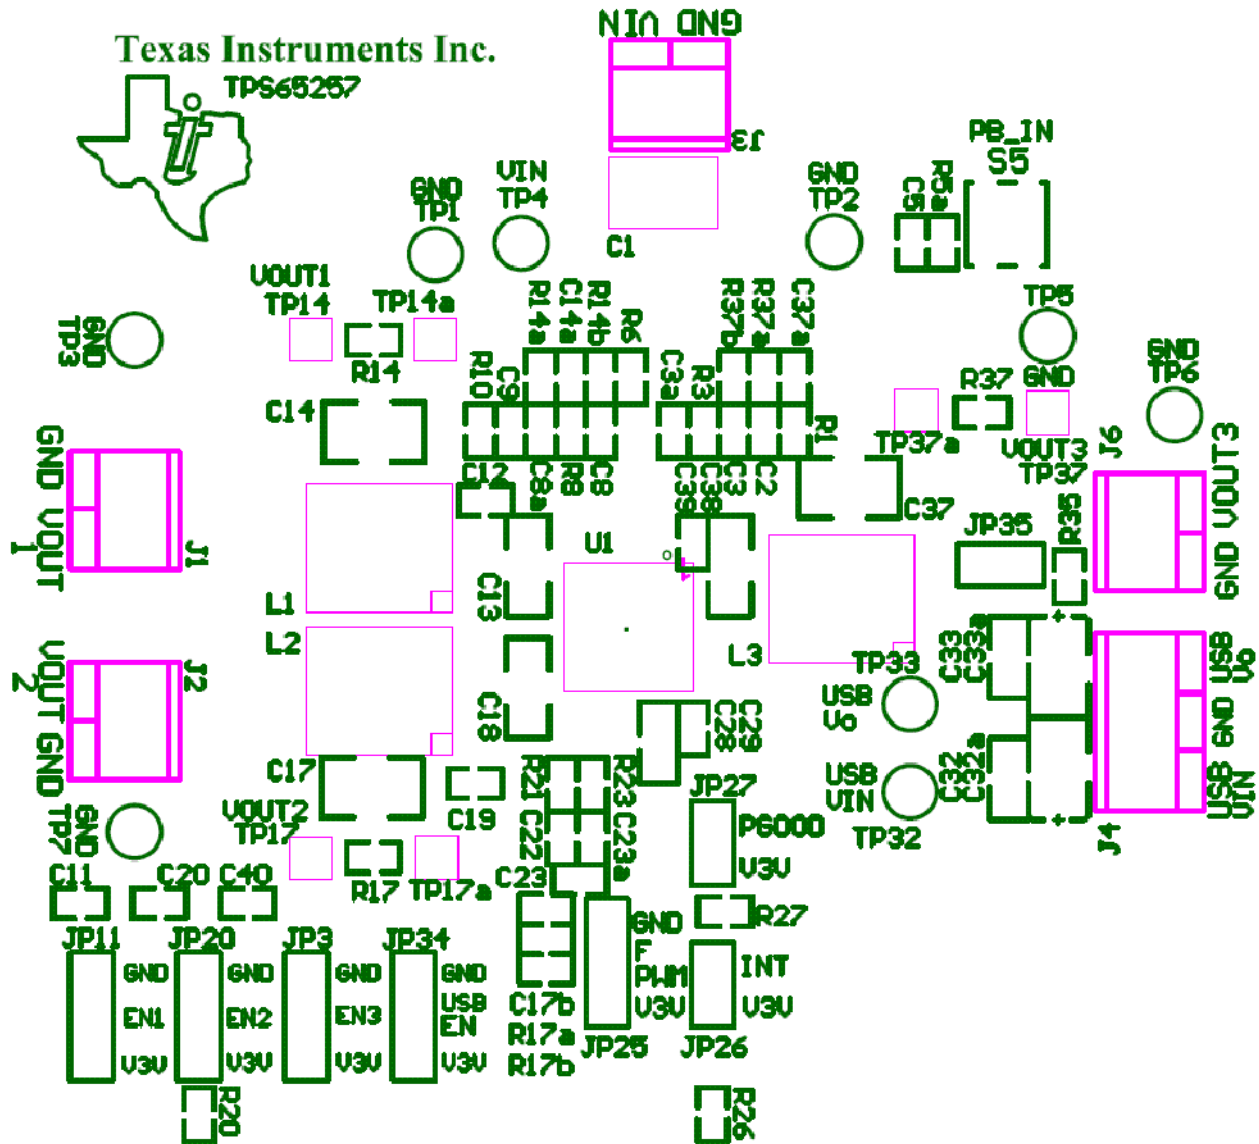 GND VIN
Texas Instruments Inc.
TPS65257
J3
PB_IN
S5
VIN
TP4
GND
TP1
GND
TP2
R5a
C5
C1
VOUT1
TP14
TP14a
R14
TP5
GND
TP3
R14a
C14a
R14b
R6
R37b
R37a
C37a
GND
TP6
R37
GND
C14
R10
C9
C3a
R3
R1
TP37a
VOUT3
TP37
J6
GND VOUT3
GND VOUT
1
J1
C12
C8a
R8
C8
C39
C38
C3
C2
C37
JP35
R35
U1
1
L1
C13
L2
L3
TP33
C33
C33a
USB
Vo
VOUT GND
2
J2
C18
C28
C29
USB
Vo
GND
USB
VIN
C17
C19
R21
R23
JP27
USB
VIN
TP32
C32
C32a
J4
VOUT2
TP17
GND
TP7
C22
C23a
PGOOD
V3V
C11
C20
C40
R17
TP17a
C23
R27
JP11
JP20
JP3
JP34
GND
GND
GND
GND
GND
F
PWM
V3V
INT
V3V
EN1
EN2
EN3
USB
EN
V3V
V3V
V3V
V3V
C17b
R17a
R17b
JP25
JP26
R20
R26